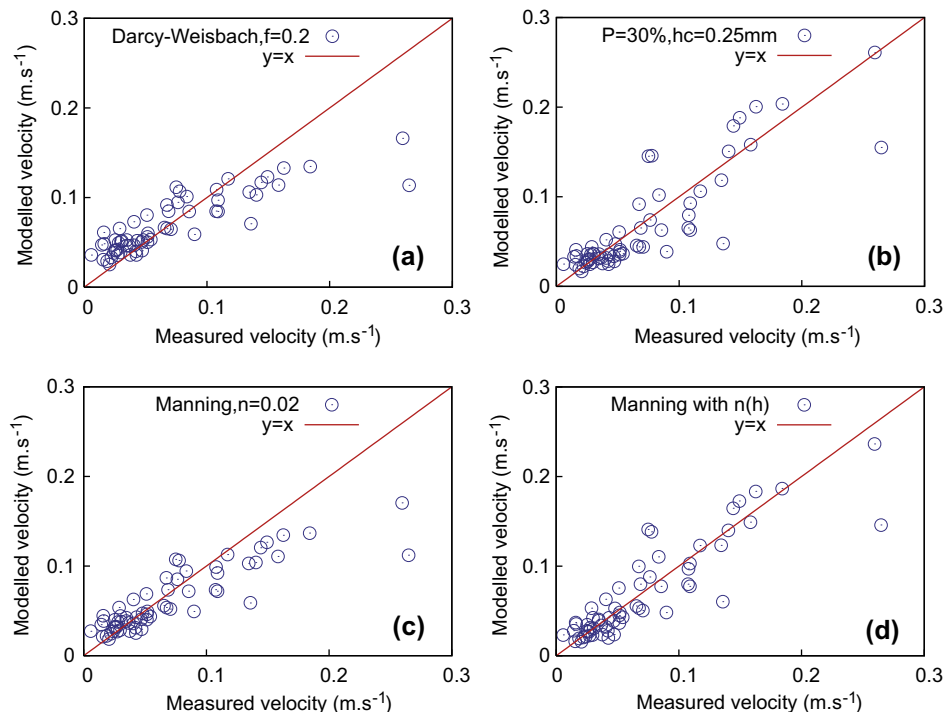 0.3
Darcy-Weisbach,f=0.2
y=x
0.2
0.1
0
Modelled velocity (m.s-1)
(a)
0 0.1 0.2 0.3
Measured velocity (m.s-1)
0.3
P=30%,hc=0.25mm
y=x
0.2
0.1
0
Modelled velocity (m.s-1)
(b)
0 0.1 0.2 0.3
Measured velocity (m.s-1)
0.3
Manning,n=0.02
y=x
0.2
0.1
0
Modelled velocity (m.s-1)
(c)
0 0.1 0.2 0.3
Measured velocity (m.s-1)
0.3
Manning with n(h)
y=x
0.2
0.1
0
Modelled velocity (m.s-1)
(d)
0 0.1 0.2 0.3
Measured velocity (m.s-1)